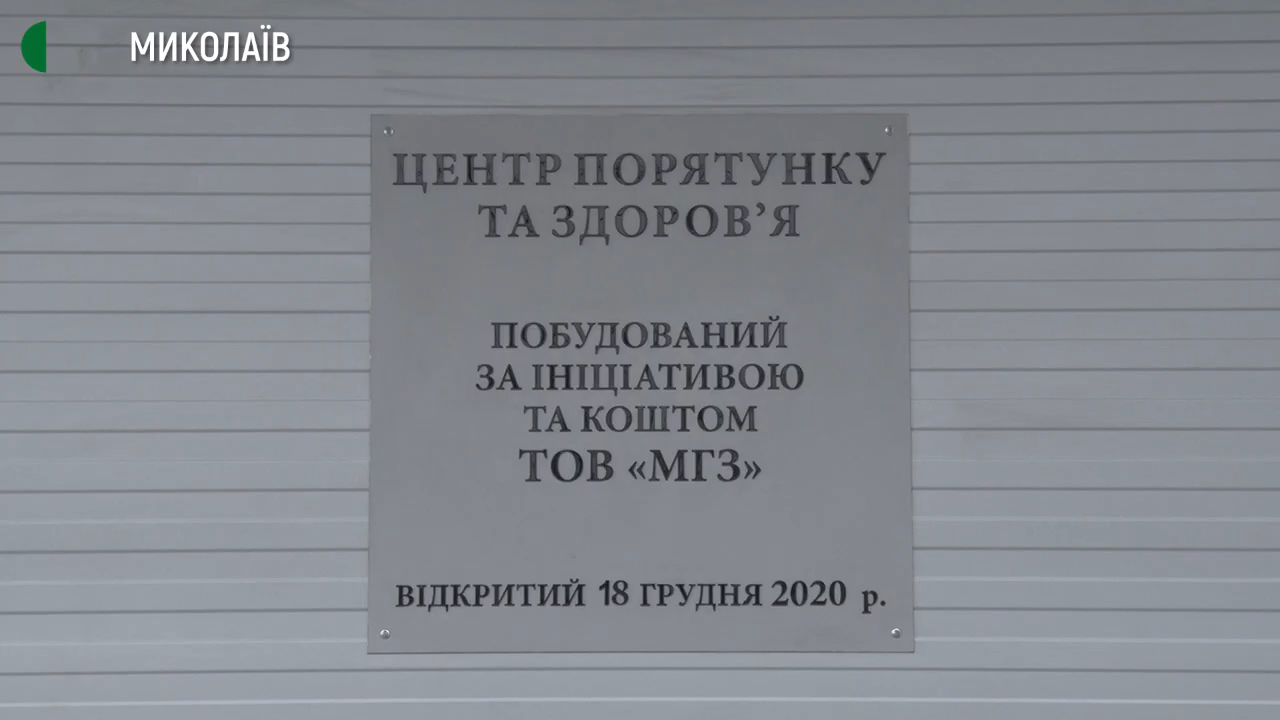 МИКОЛАЇВ
ЦЕНТР ПОРЯТУНКУ
ТА ЗДОРОВ’Я
ПОБУДОВАНИЙ
ЗА ІНІЦІАТИВОЮ
ТА КОШТОМ
ТОВ «МГЗ»
ВІДКРИТИЙ 18 ГРУДНЯ 2020 р.